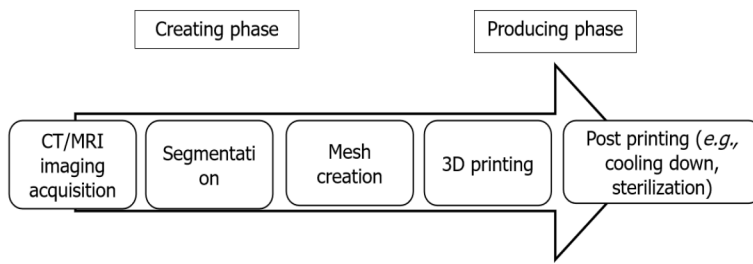 Creating phase
Producing phase
CT/MRI
imaging
acquisition
Segmentati
on
Mesh
creation
3D printing
Post printing (e.g.,
cooling down,
sterilization)